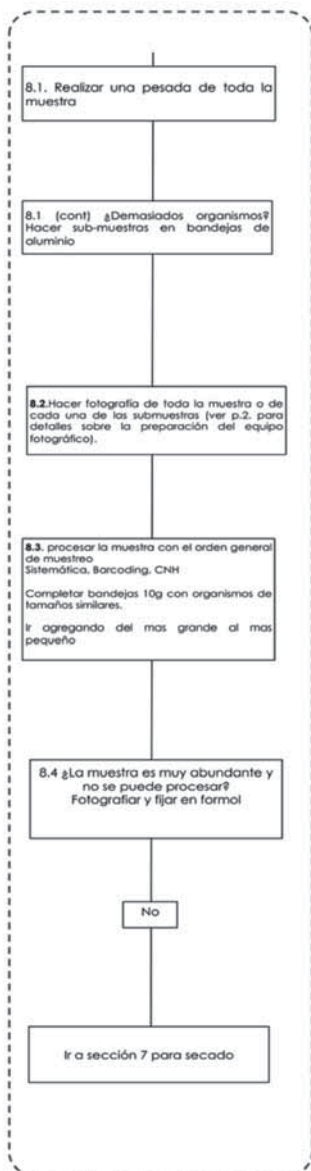 8.1. Realizar una pesada de toda la
muestra
8.1 (cont) ¿Demasiados organismos?
Hacer sub-muestras en bandejas de
aluminio
8.2.Hacer fotografía de toda la muestra o de
cada una de las submuestras (ver p.2. para
detalles sobre la preparación del equipo
fotográfico).
8.3. procesar la muestra con el orden general
de muestreo
Sistemática, Barcoding, CNH
Completar bandejas 10g con organismos de
tamaños similares.
Ir agregando del mas grande al mas
pequeño
8.4 ¿La muestra es muy abundante y
no se puede procesar?
Fotografiar y fijar en formol
No
Ir a sección 7 para secado